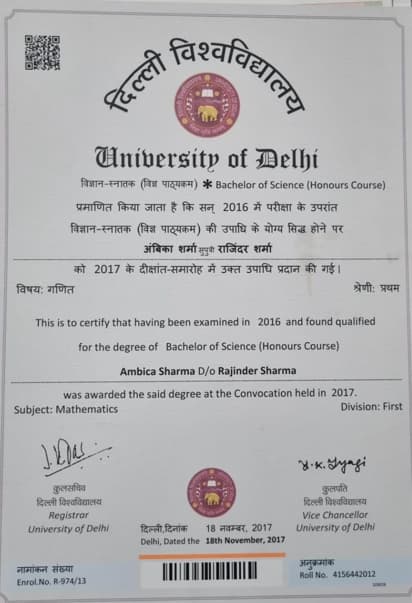 दिल्ली विश्वविद्यालय
University of Delhi
विज्ञान-स्नातक (विज्ञ पाठ्यकम) * Bachelor of Science (Honours Course)
प्रमाणित किया जाता है कि सन् 2016 में परीक्षा के उपरांत
विज्ञान-स्नातक (विज्ञ पाठ्यकम) की उपाधि के योग्य सिद्ध होने पर
अंबिका शर्मा सुपुत्री राजिंदर शर्मा
को 2017 के दीक्षांत-समारोह में उक्त उपाधि प्रदान की गई।
विषय: गणित श्रेणी: प्रथम
This is to certify that having been examined in 2016 and found qualified
for the degree of Bachelor of Science (Honours Course)
Ambica Sharma D/o Rajinder Sharma
was awarded the said degree at the Convocation held in 2017.
Subject: Mathematics Division: First
Y.K.Tyagi
कुलसचिव कुलपति
दिल्ली विश्वविद्यालय दिल्ली विश्वविद्यालय
Registrar Vice Chancellor
University of Delhi University of Delhi
दिल्ली,दिनांक 18 नवम्बर, 2017
Delhi, Dated the 18th November, 2017
नामांकन संख्या अनुक्रमांक
Enrol.No. R-974/13 Roll No. 4156442012